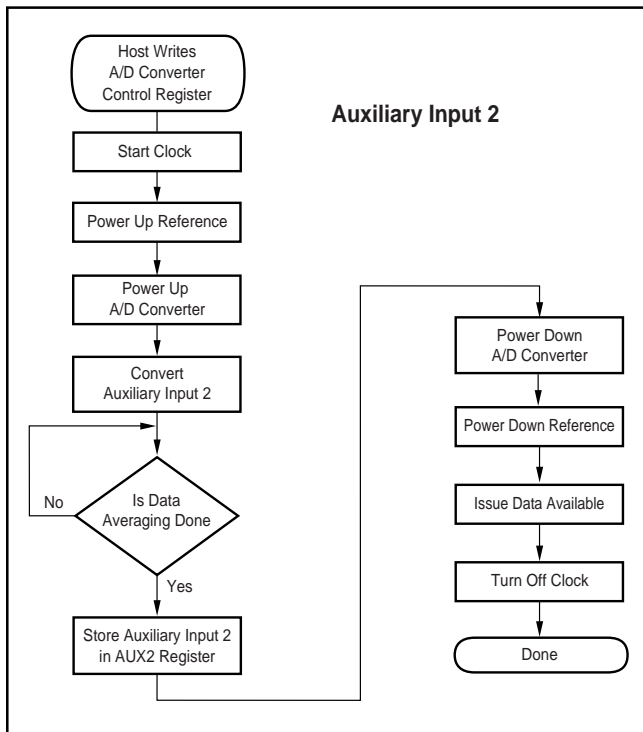 Auxiliary Input 2
Host Writes
A/D Converter
Control Register
Start Clock
Power Up Reference
Power Up
A/D Converter
Convert
Auxiliary Input 2
Is Data
Averaging Done
No
Yes
Store Auxiliary Input 2
in AUX2 Register
Power Down
A/D Converter
Power Down Reference
Issue Data Available
Turn Off Clock
Done